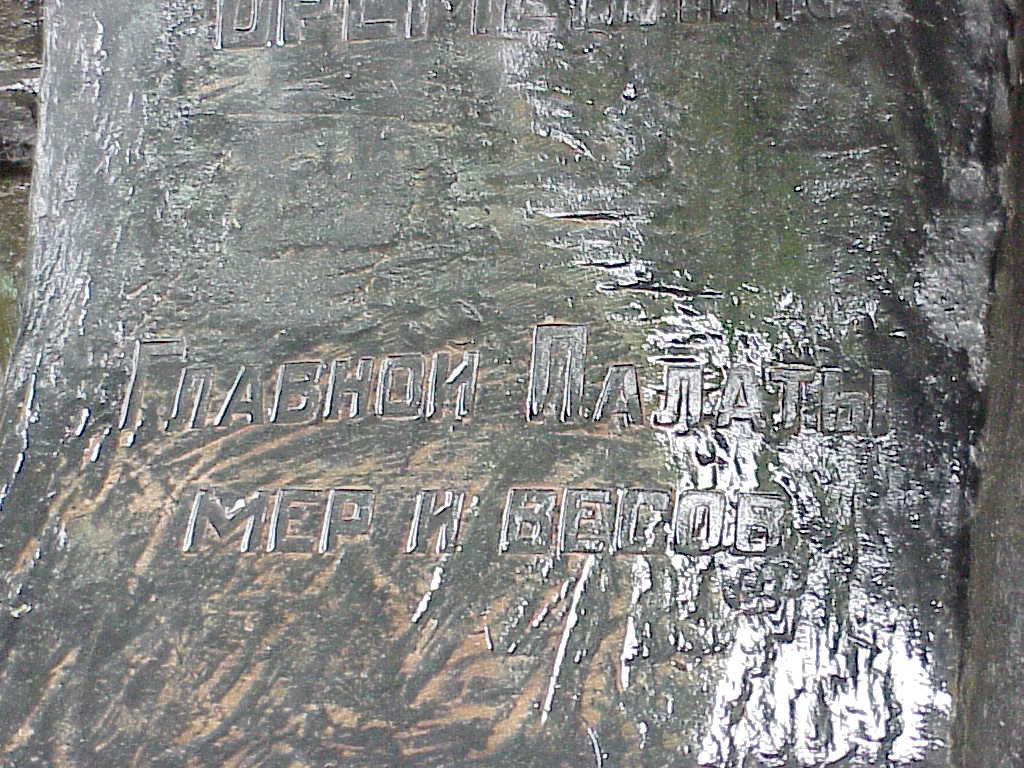 Главной Палаты
мер и весов